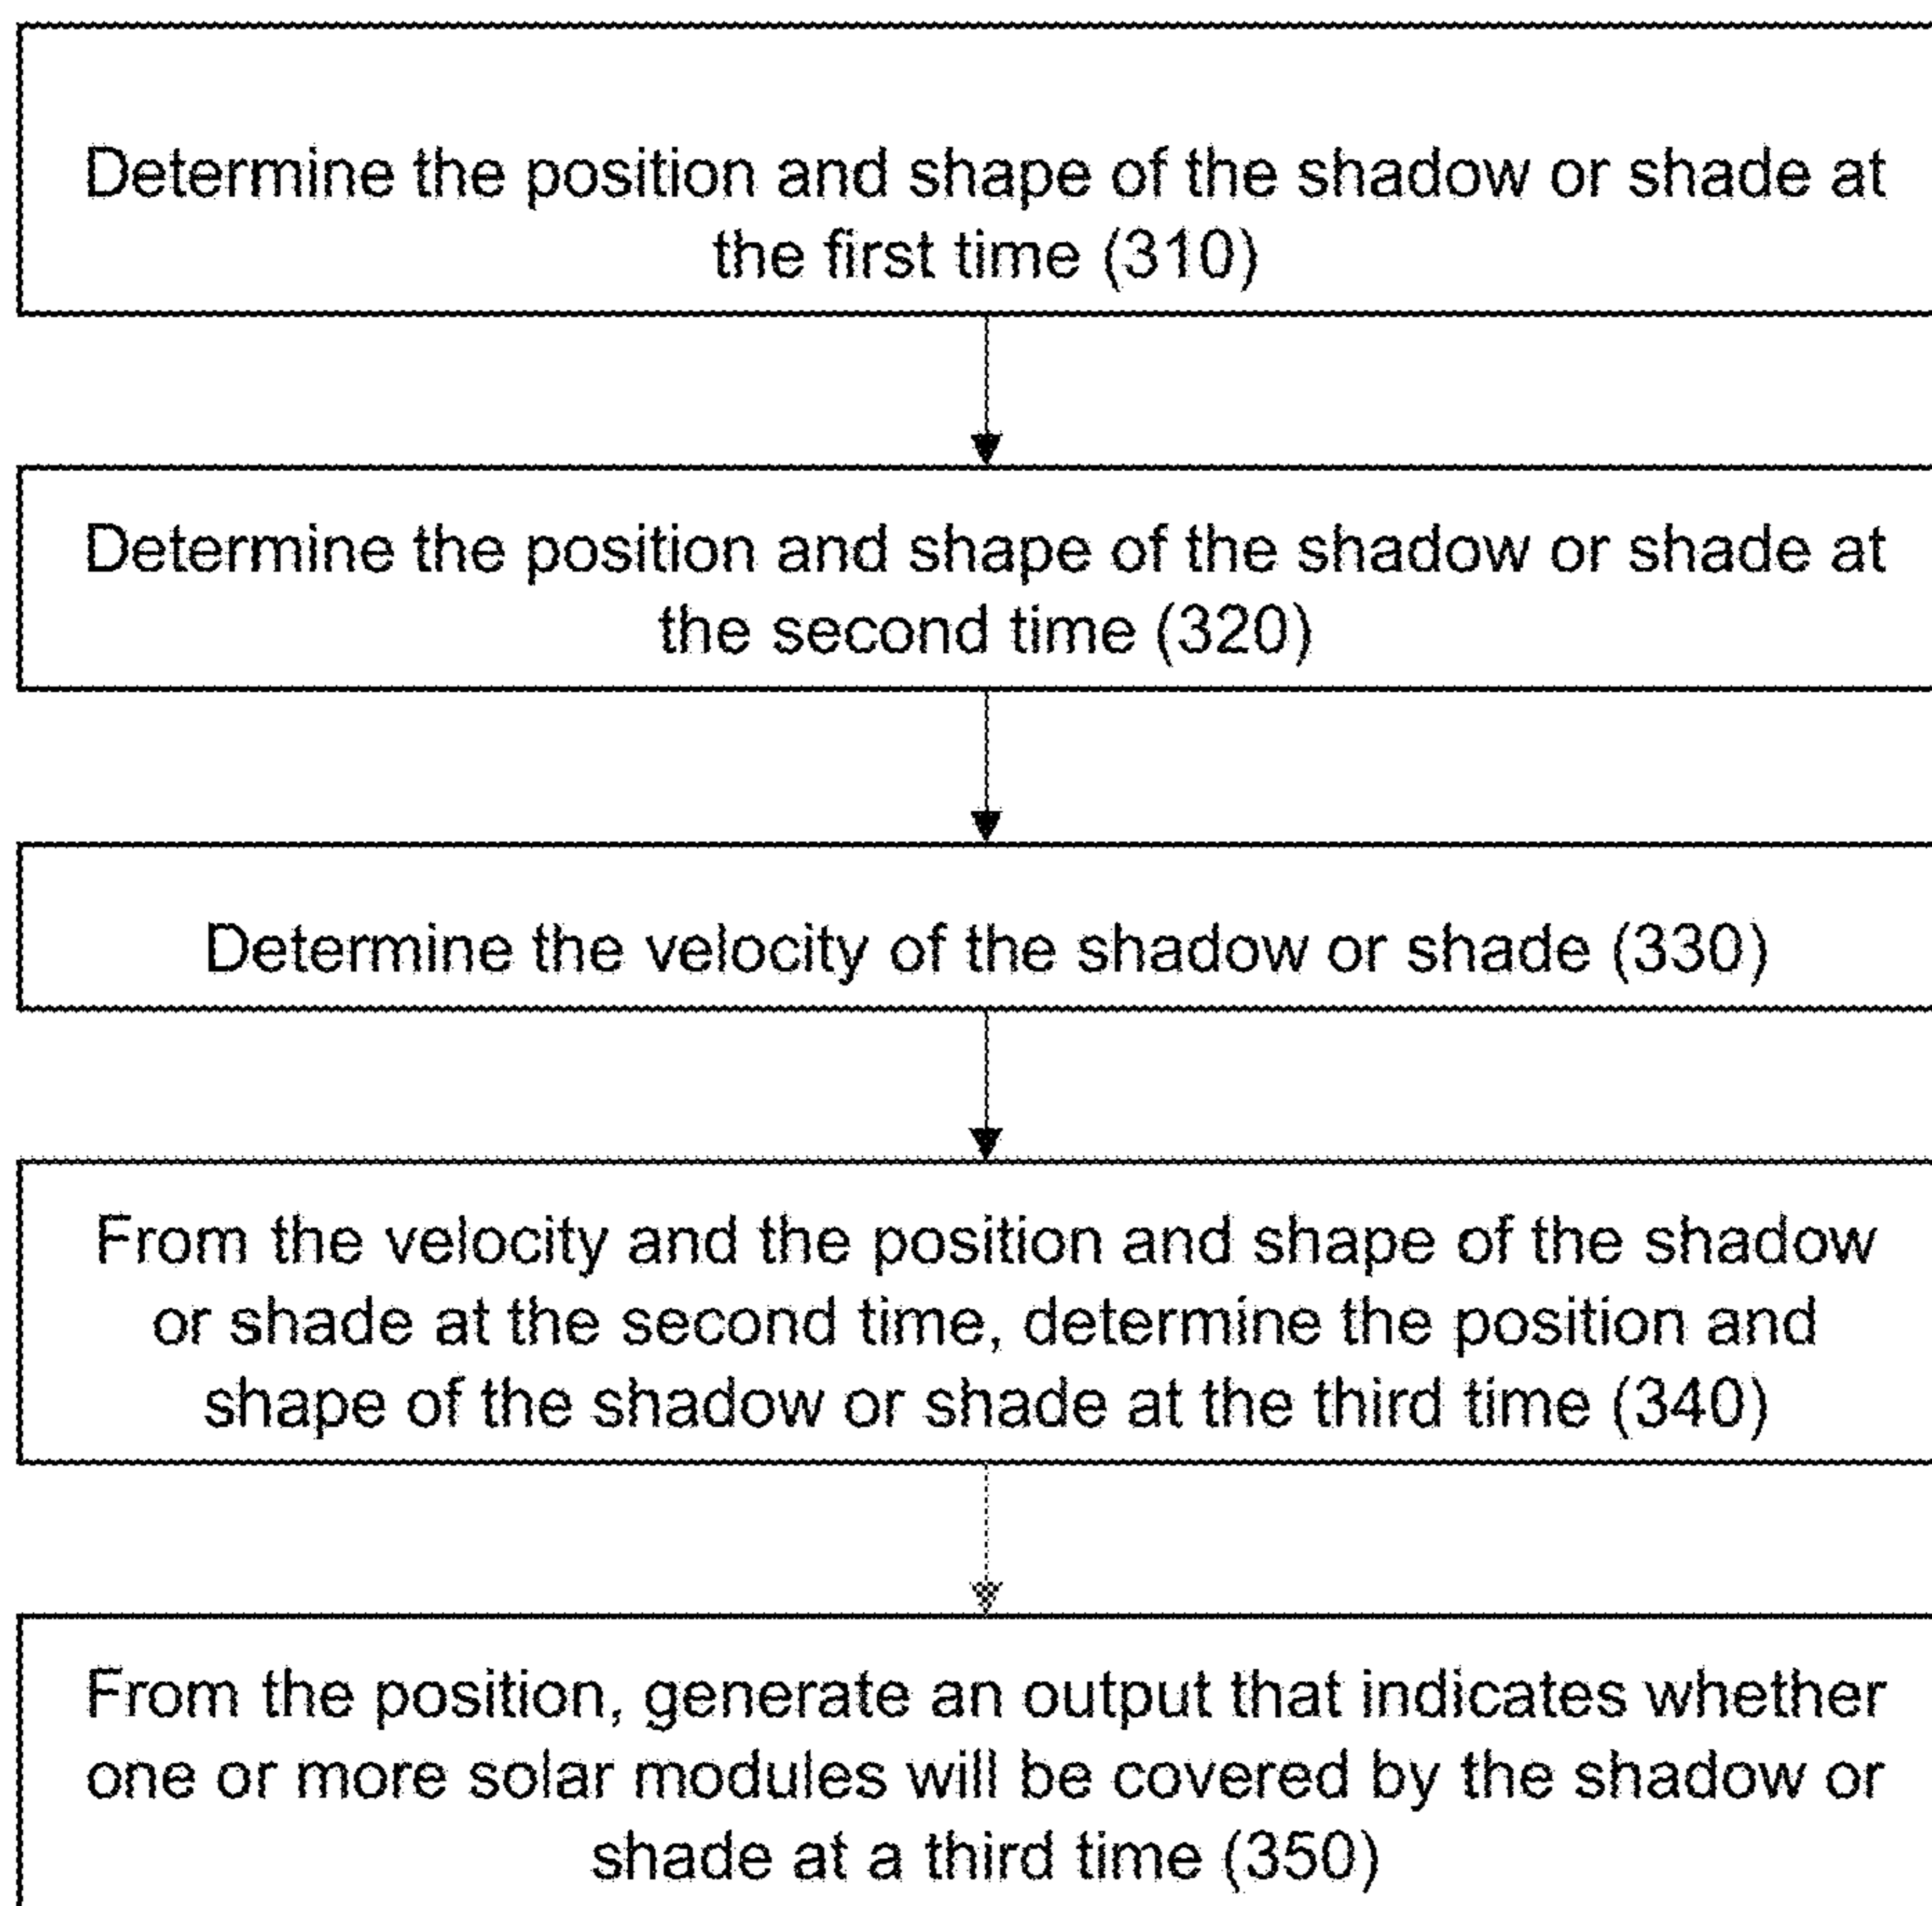 Determine the position and shape of the shadow or shade at
the first time (310)
Determine the position and shape of the shadow or shade at
the second time (320)
Determine the velocity of the shadow or shade (330)
From the velocity and the position and shape of the shadow
or shade at the second time, determine the position and
shape of the shadow or shade at the third time (340)
From the position, generate an output that indicates whether
one or more solar modules will be covered by the shadow or
shade at a third time (350)